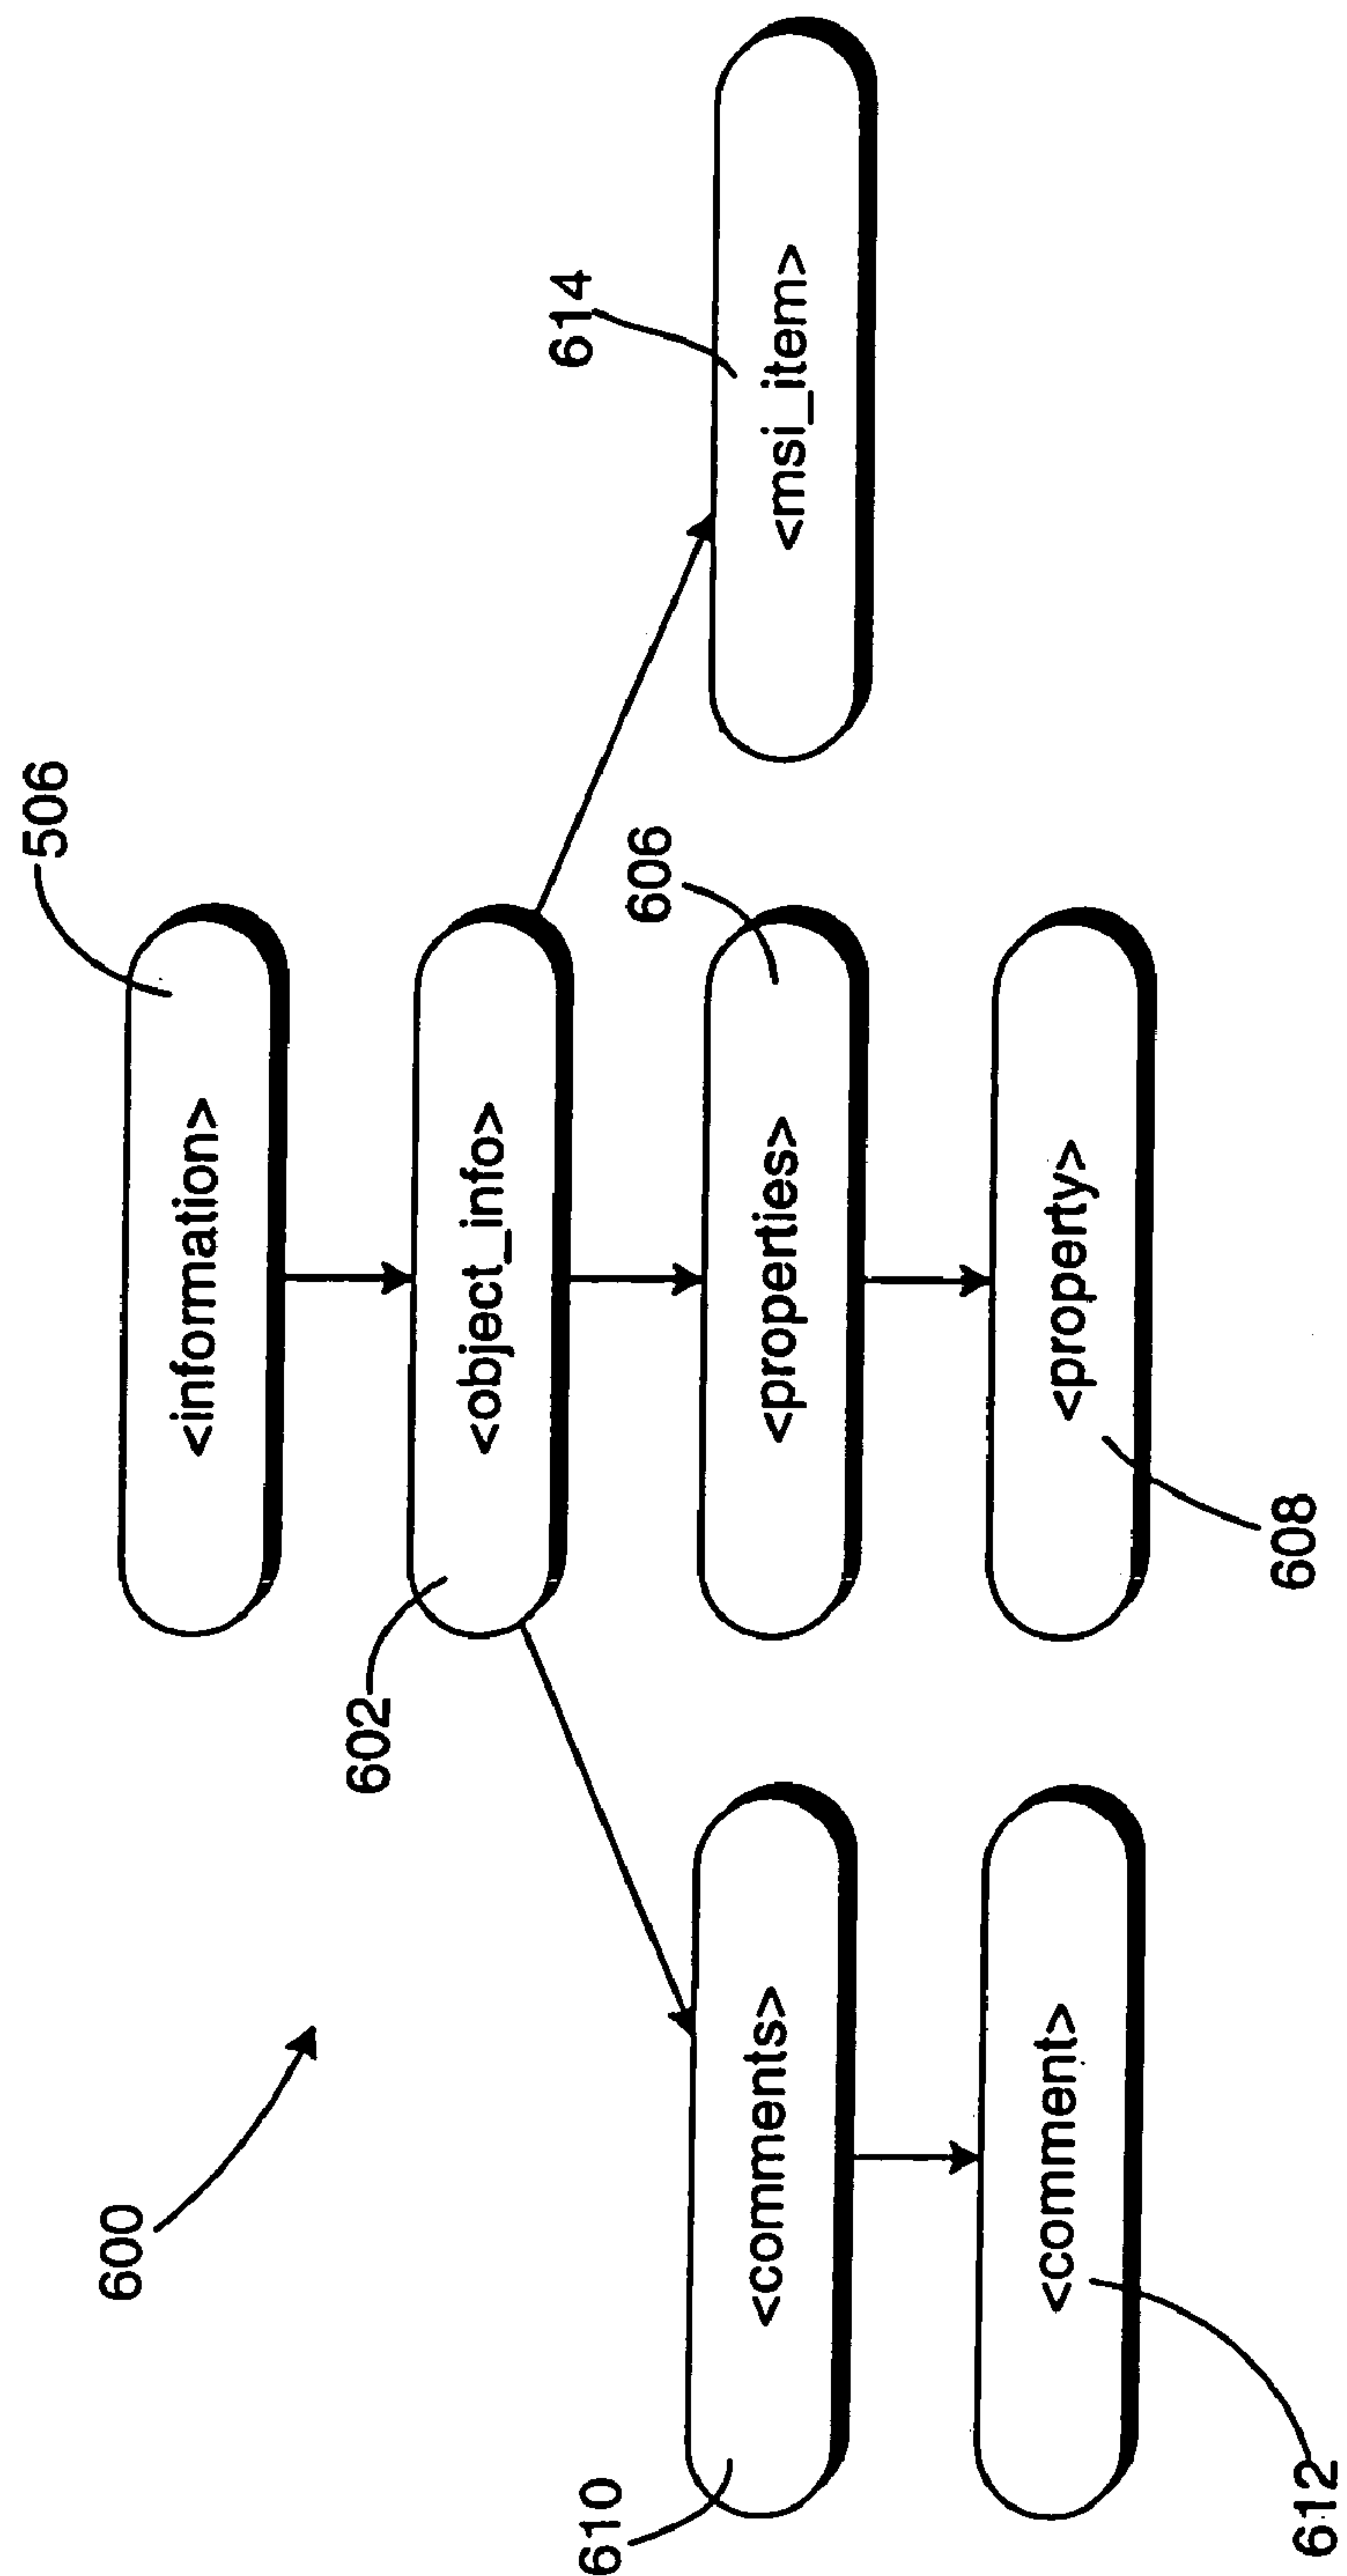 600
506
<information>
602
<object_info>
614
610
<comments>
606
<properties>
<msi_item>
612
<comment>
608
<property>